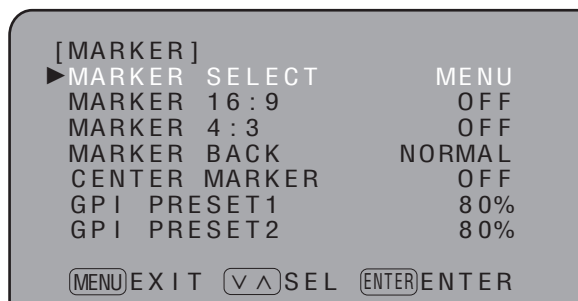 [MARKER]
▶MARKER SELECT MENU
MARKER 16:9 OFF
MARKER 4:3 OFF
MARKER BACK NORMAL
CENTER MARKER OFF
GPI PRESET1 80%
GPI PRESET2 80%
MENU EXIT ∨∧ SEL ENTER ENTER